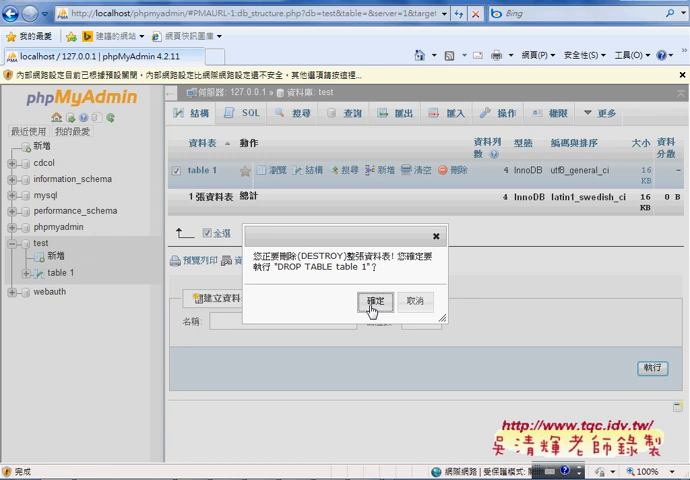 http://localhost/phpmyadmin/#PMAURL-1:db_structure.php?db=test&table=&server=1&target
Bing
我的最愛
建議的網站
網頁快訊圖庫
localhost / 127.0.0.1 | phpMyAdmin 4.2.11
網頁(P)
安全性(S)
工具(O)
內部網路設定目前已根據預設關閉。內部網路設定比網際網路設定還不安全。其他選項請按這裡...
phpMyAdmin
最近使用 我的最愛
新增
cdcol
information_schema
mysql
performance_schema
phpmyadmin
test
新增
table 1
webauth
伺服器: 127.0.0.1 » 資料庫: test
結構
SQL
搜尋
查詢
匯出
匯入
操作
權限
更多
資料表 動作 資料列數 型態 編碼與排序 大小 資料分散
table 1 瀏覽 結構 搜尋 新增 清空 刪除 4 InnoDB utf8_general_ci 16 KB -
1 張資料表 總計 4 InnoDB latin1_swedish_ci 16 KB 0 B
全選
您正要刪除(DESTROY)整張資料表! 您確定要
執行 "DROP TABLE table 1"?
確定
取消
預覽列印
建立資料
名稱:
執行
http://www.tqc.idv.tw/
吳清輝老師錄製
完成
網際網路 | 受保護模式:
100%